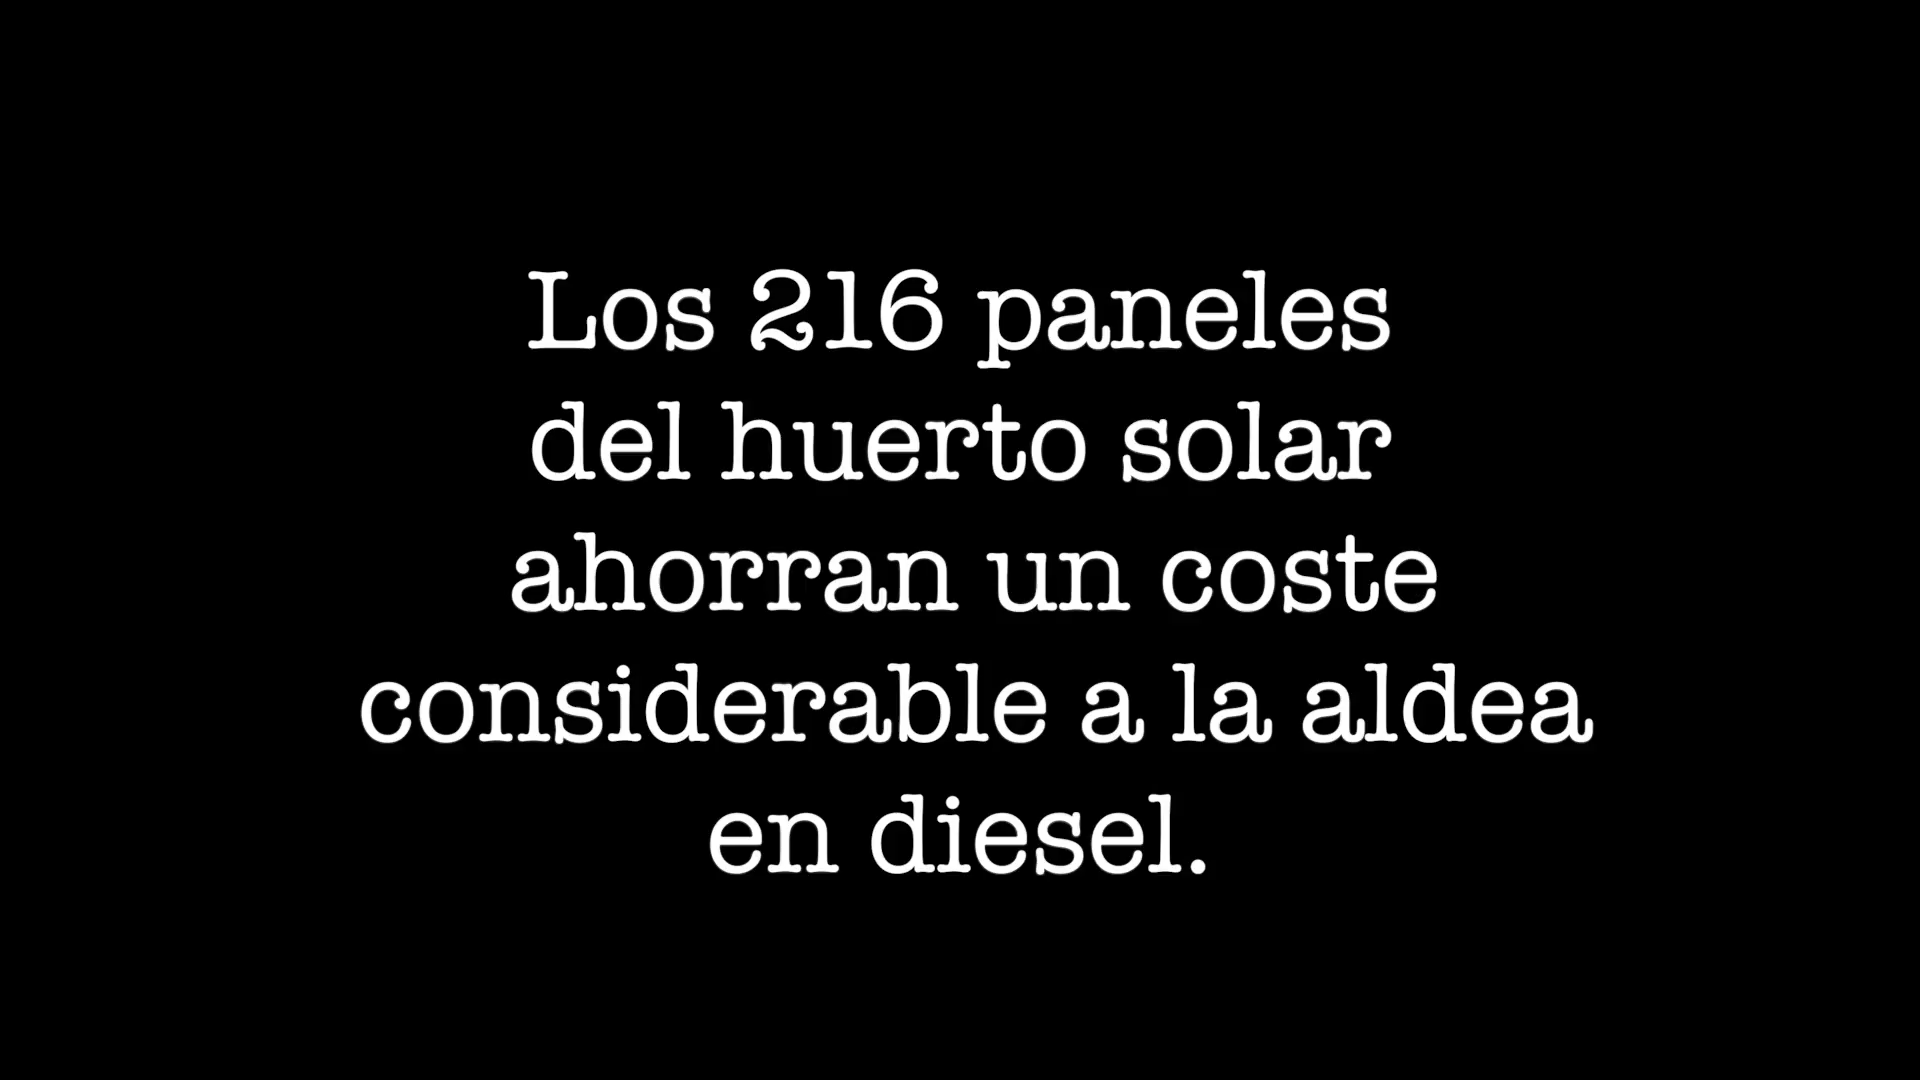 Los 216 paneles
del huerto solar
ahorran un coste
considerable a la aldea
en diesel.